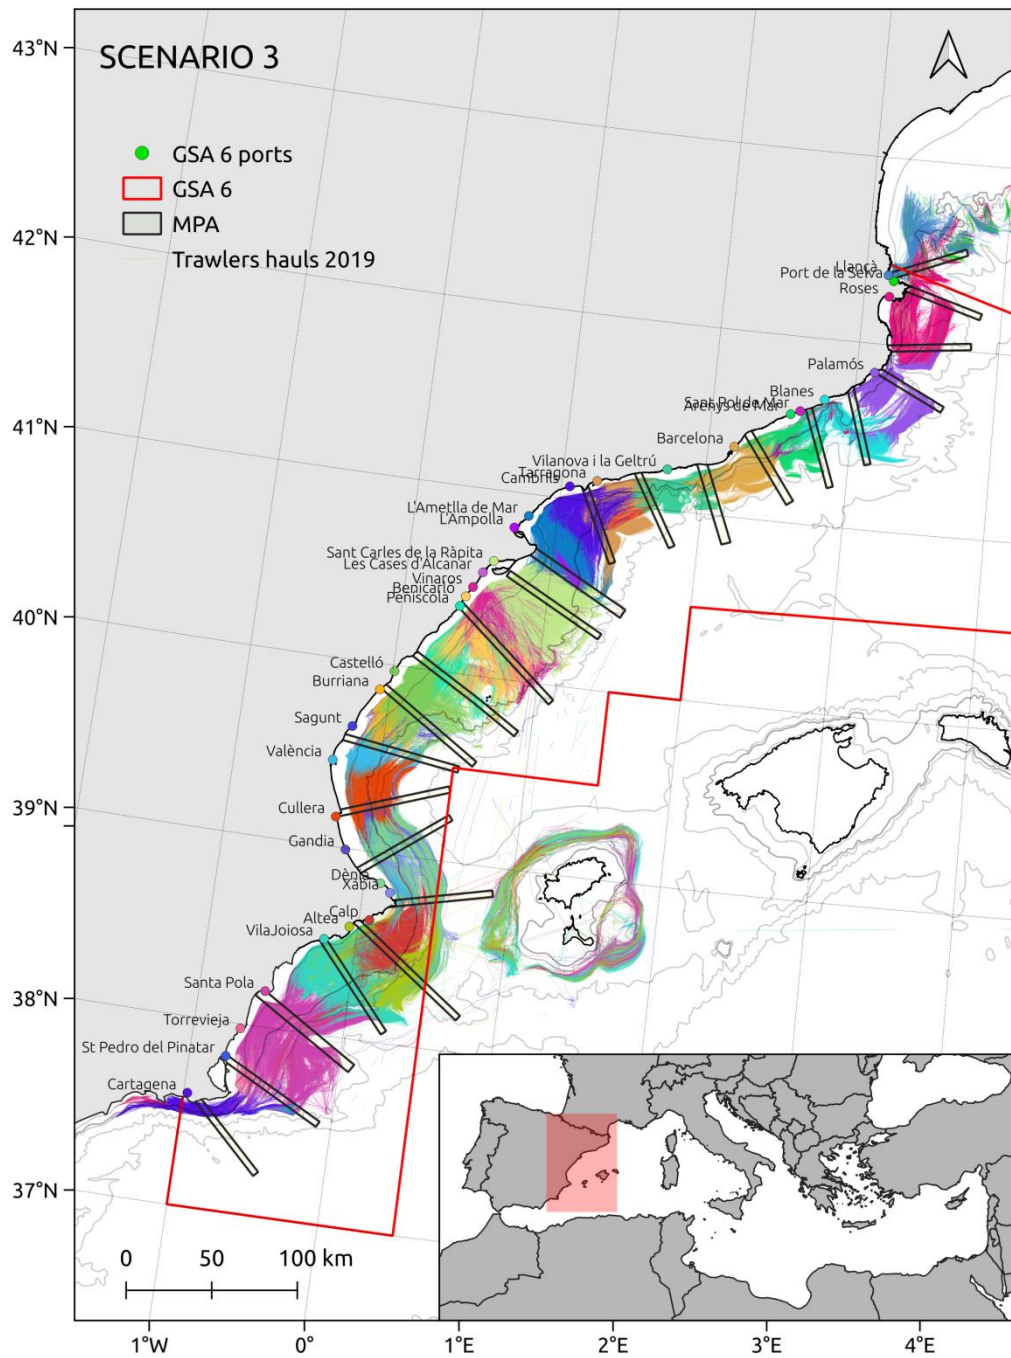 43°N
SCENARIO 3
GSA 6 ports
GSA 6
MPA
Trawlers hauls 2019
42°N
Llançà
Port de la Selva
Roses
Palamós
Blanes
Sant Pol de Mar
Arenys de Mar
41°N
Barcelona
Vilanova i la Geltrú
Tarragona
Cambrils
L'Ametlla de Mar
L'Ampolla
Sant Carles de la Ràpita
Les Cases d'Alcanar
Vinaros
Benicarlo
Peníscola
40°N
Castelló
Burriana
Sagunt
València
39°N
Cullera
Gandia
Dènia
Xàbia
Calp
Altea
VilaJoiosa
38°N
Santa Pola
Torrevieja
St Pedro del Pinatar
Cartagena
37°N
0 50 100 km
1°W 0° 1°E 2°E 3°E 4°E